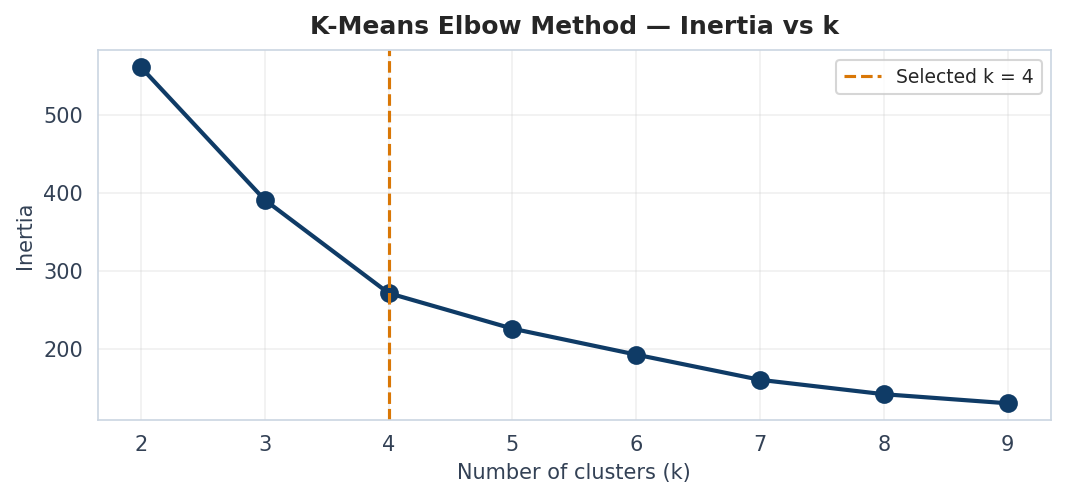 K-Means Elbow Method — Inertia vs k
Selected k = 4
Inertia
500
400
300
200
2 3 4 5 6 7 8 9
Number of clusters (k)